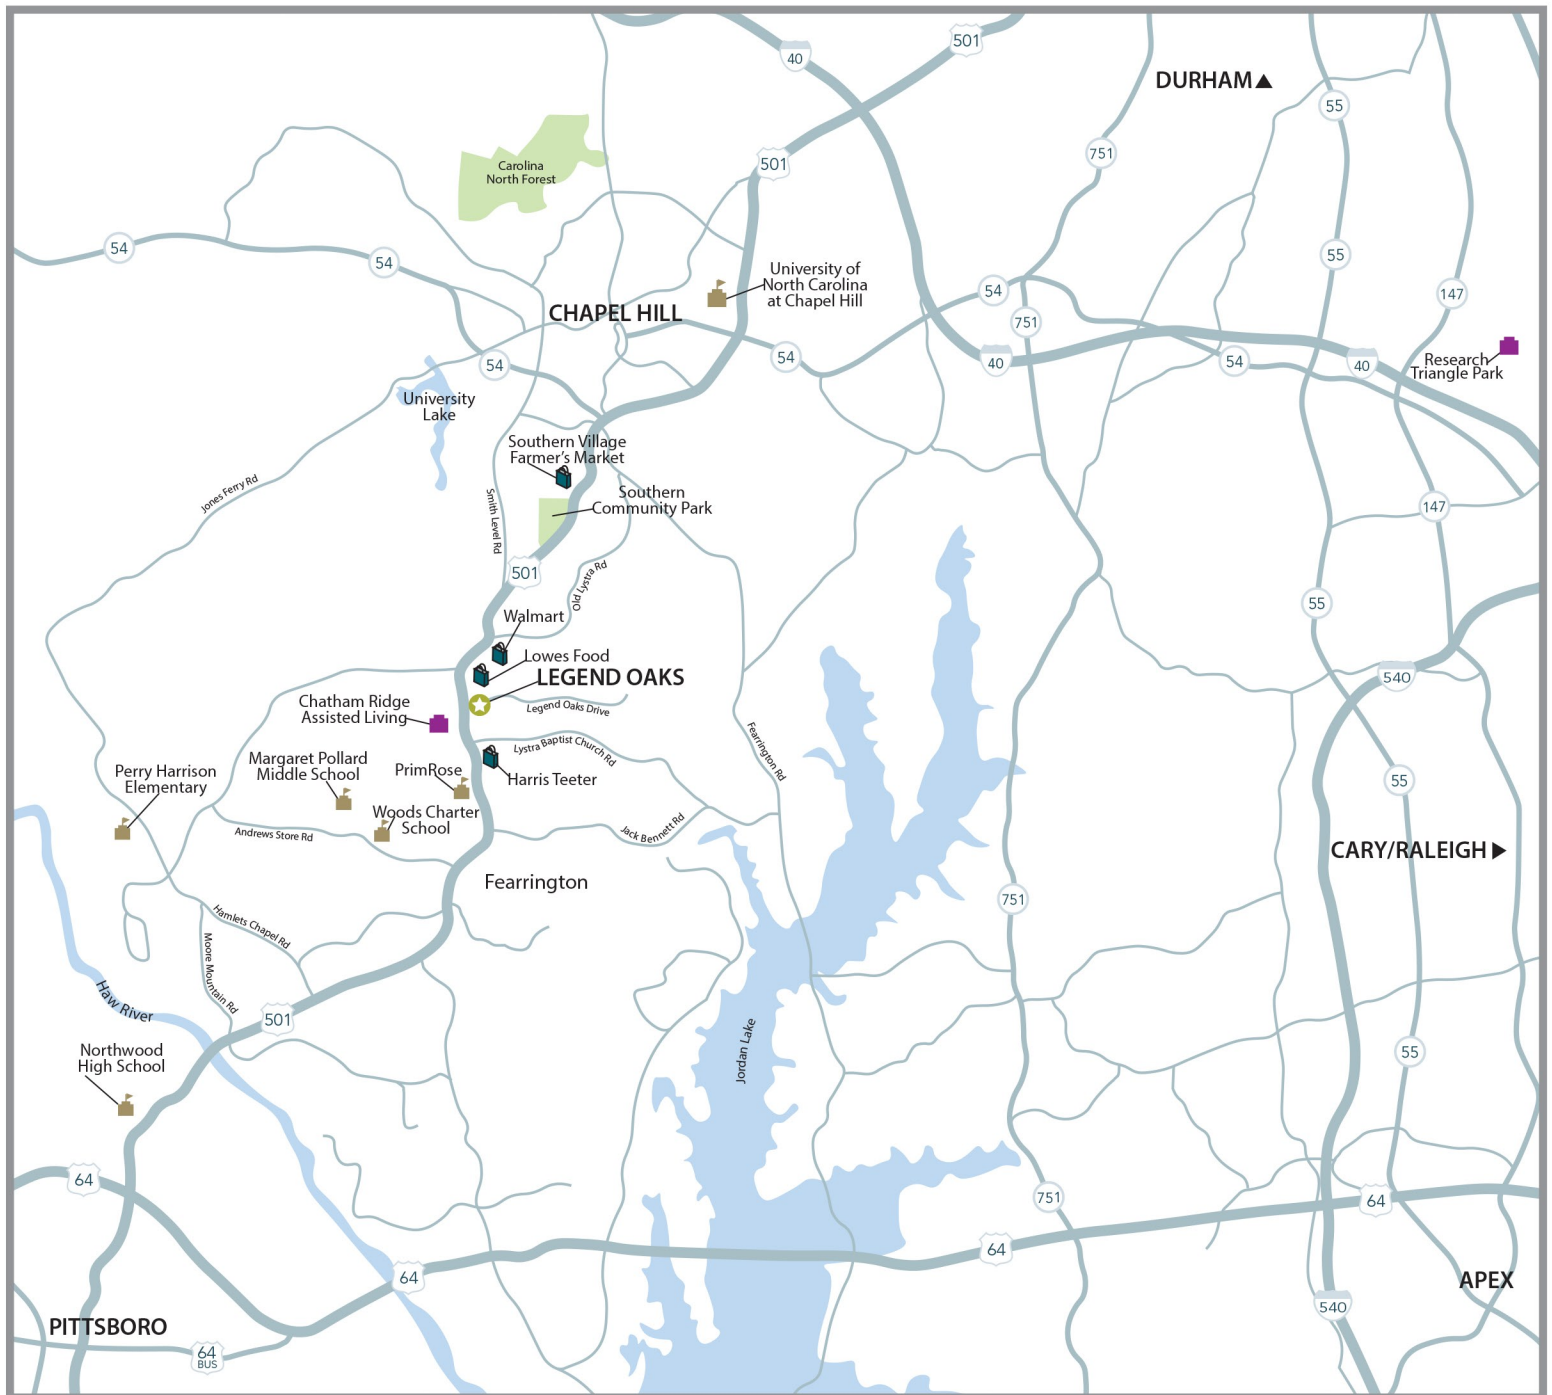 501
40
DURHAM
55
751
501
Carolina
North Forest
54
54
55
University of
North Carolina
at Chapel Hill
54
147
CHAPEL HILL
751
54
54
40
54
40
Research
Triangle Park
University
Lake
Southern Village
Farmer's Market
Jones Ferry Rd
Smith Level Rd
Southern
Community Park
147
501
Old Lystra Rd
55
Walmart
Lowes Food
LEGEND OAKS
540
Chatham Ridge
Assisted Living
Legend Oaks Drive
Fearrington Rd
Lystra Baptist Church Rd
Margaret Pollard
Middle School
PrimRose
Harris Teeter
Perry Harrison
Elementary
55
Woods Charter
School
Andrews Store Rd
Jack Bennett Rd
CARY/RALEIGH
Fearrington
751
Hamlets Chapel Rd
Moore Mountain Rd
Haw River
501
Jordan Lake
Northwood
High School
55
64
751
64
64
64
APEX
540
PITTSBORO
64
BUS